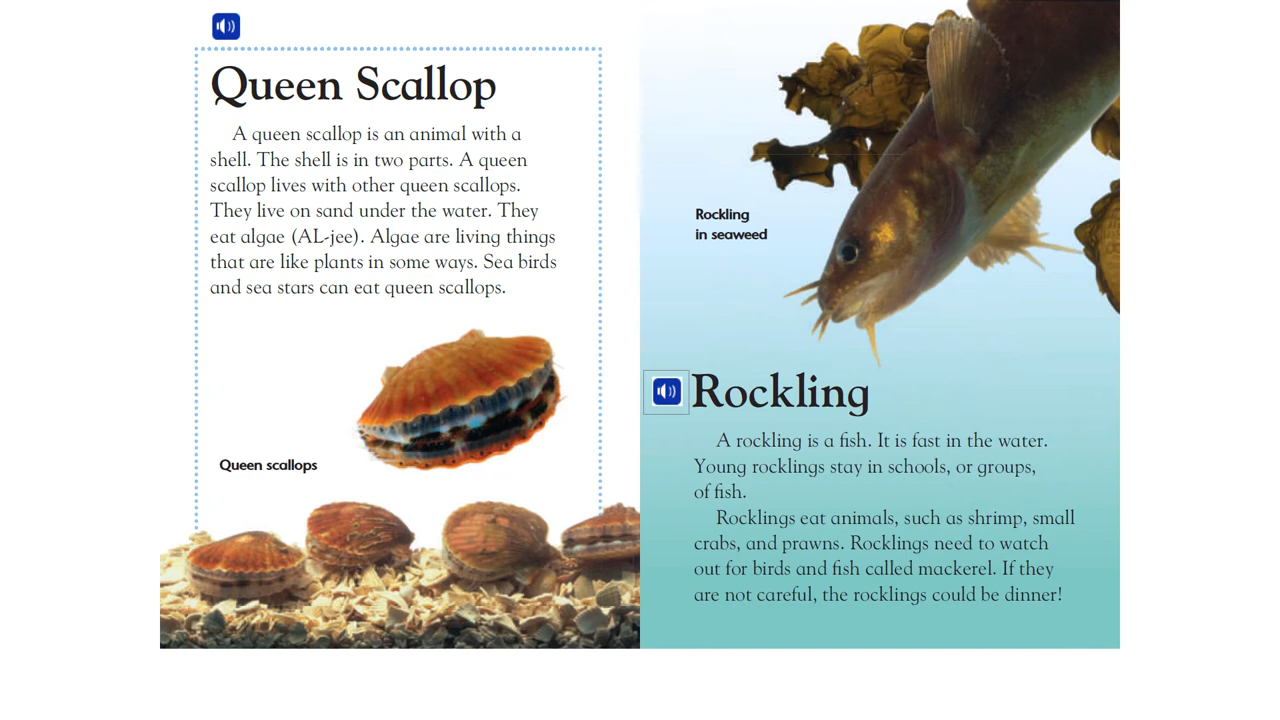 Queen Scallop
A queen scallop is an animal with a
shell. The shell is in two parts. A queen
scallop lives with other queen scallops.
They live on sand under the water. They
eat algae (AL-jee). Algae are living things
that are like plants in some ways. Sea birds
and sea stars can eat queen scallops.
Queen scallops
Rockling
in seaweed
Rockling
A rockling is a fish. It is fast in the water.
Young rocklings stay in schools, or groups,
of fish.
Rocklings eat animals, such as shrimp, small
crabs, and prawns. Rocklings need to watch
out for birds and fish called mackerel. If they
are not careful, the rocklings could be dinner!